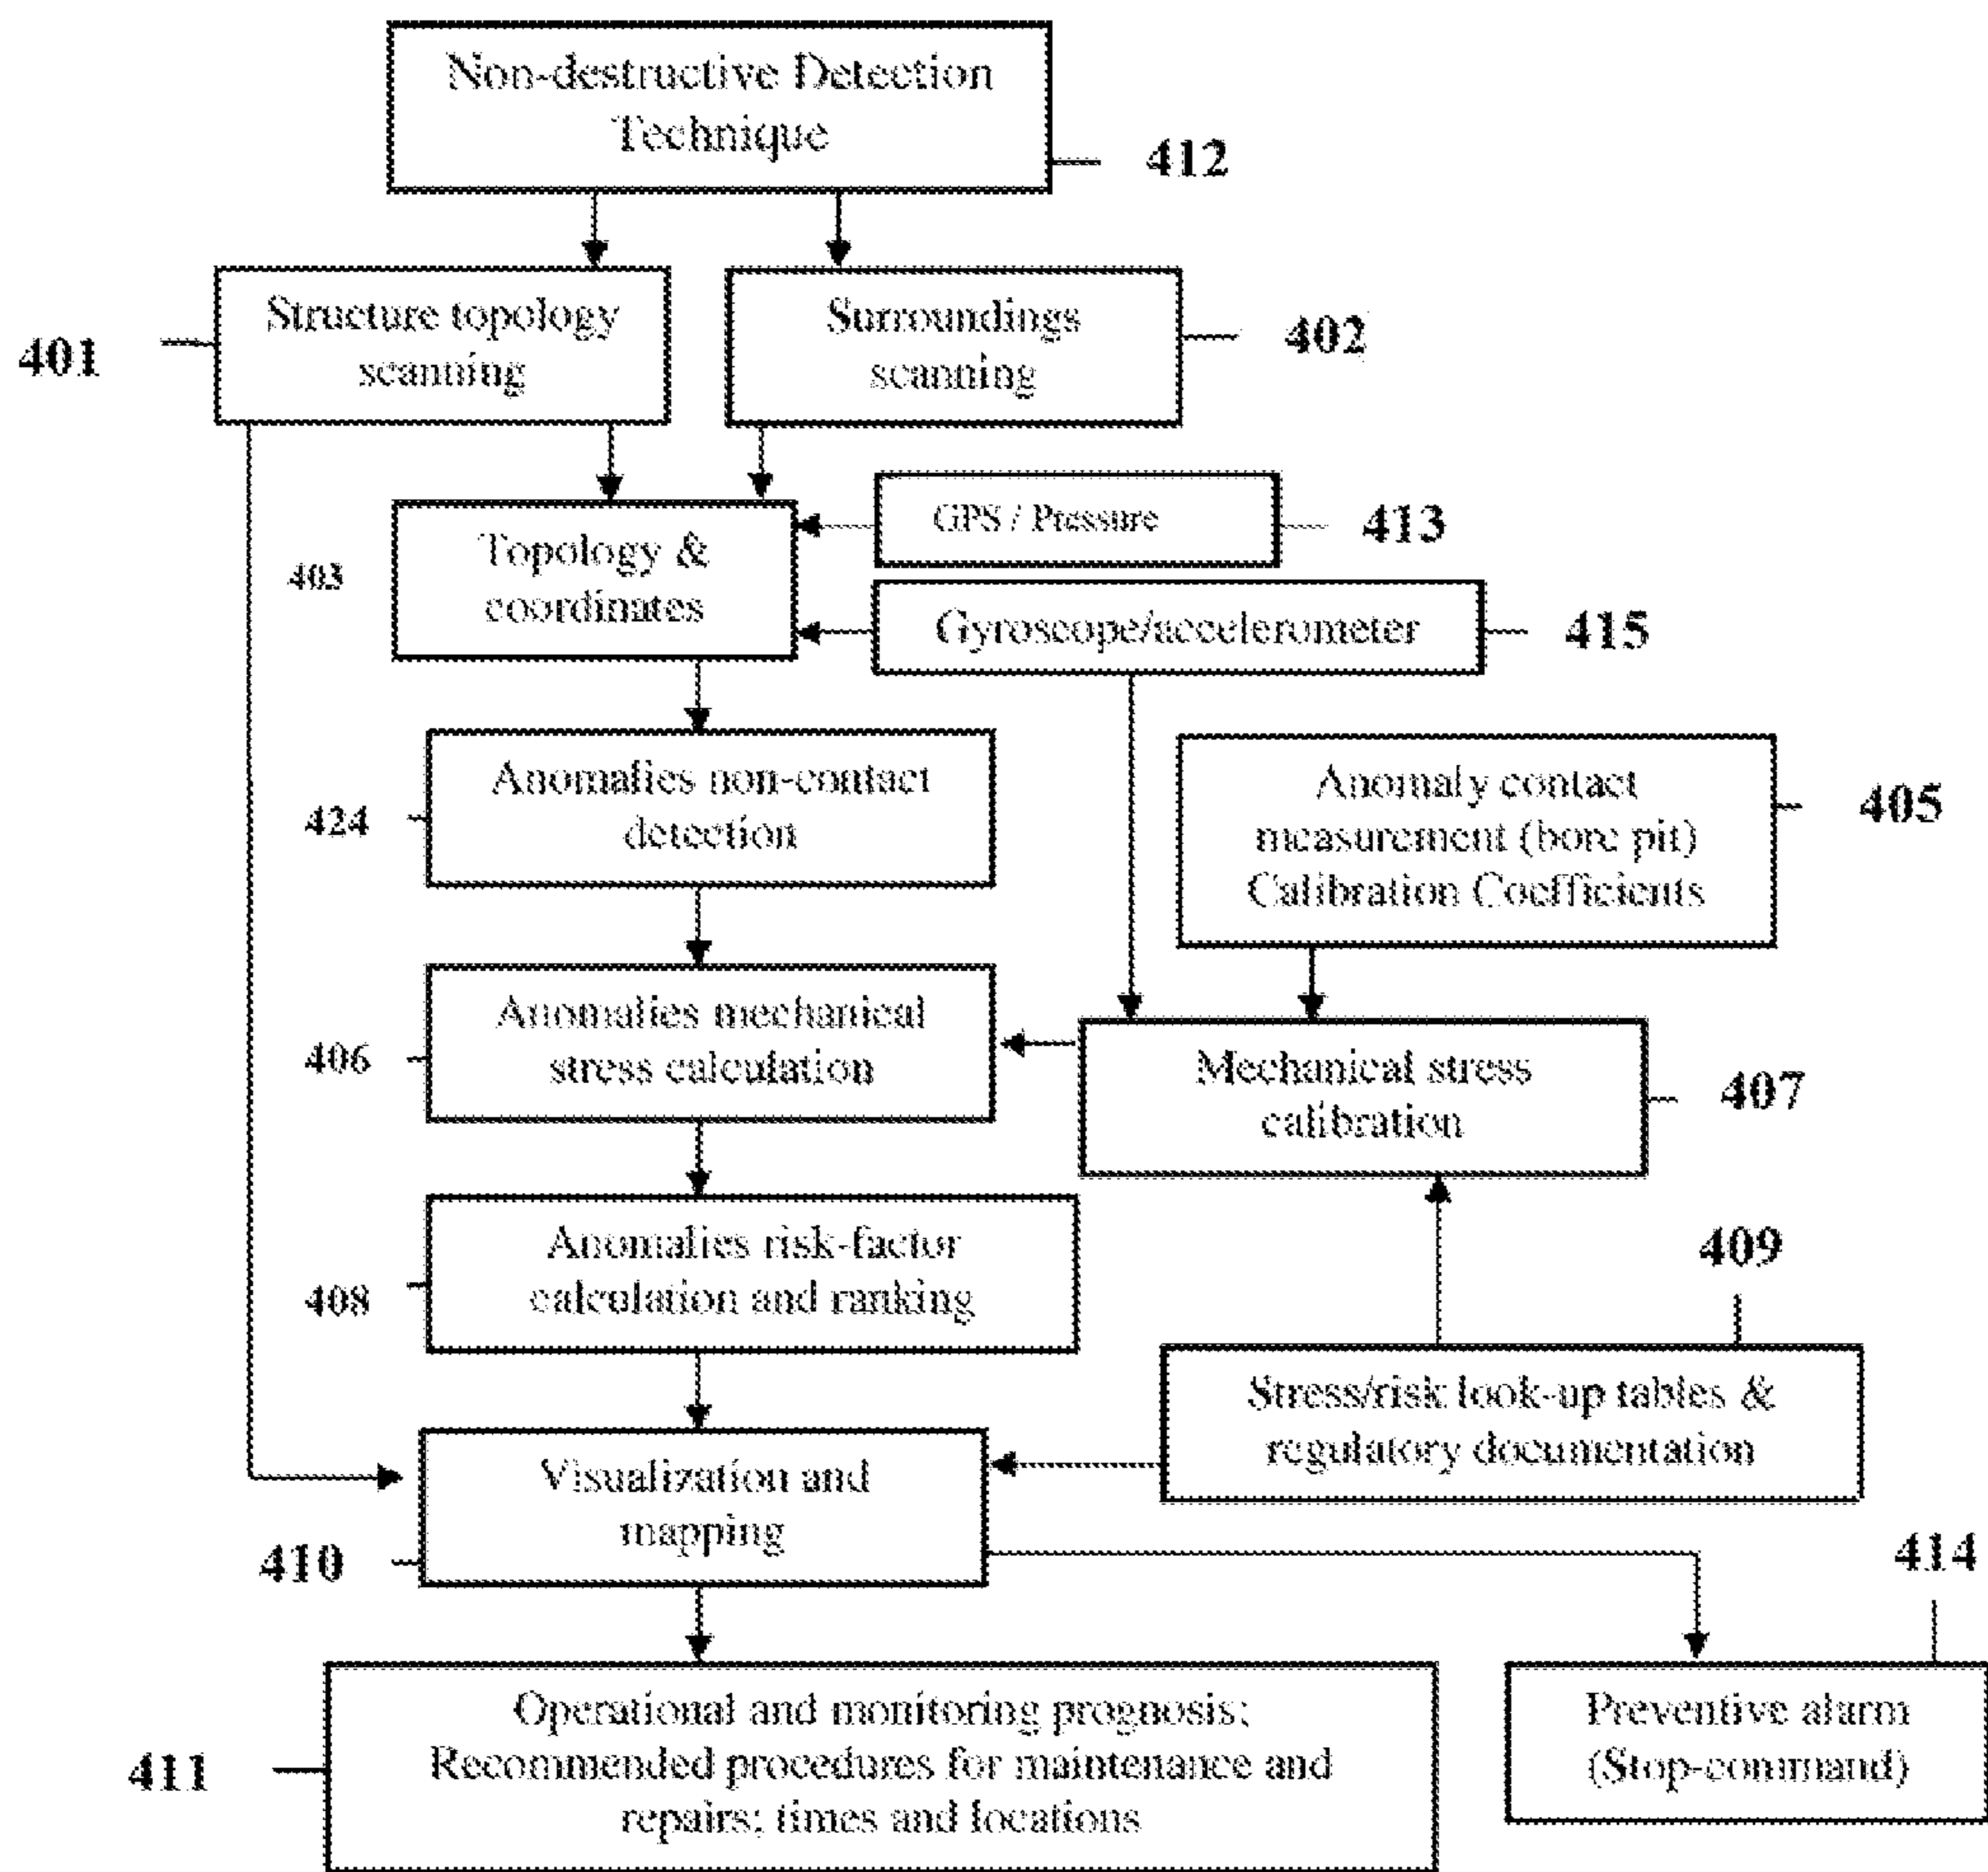 Non-destructive Detection
Technique
412
Structure topology
scanning
401
Surroundings
scanning
402
GPS / Pressure
413
Topology &
coordinates
403
Gyroscope/accelerometer
415
Anomalies non-contact
detection
424
Anomaly contact
measurement (bore pit)
Calibration Coefficients
405
Anomalies mechanical
stress calculation
406
Mechanical stress
calibration
407
Anomalies risk-factor
calculation and ranking
408
409
Stress/risk look-up tables &
regulatory documentation
Visualization and
mapping
410
414
Operational and monitoring prognosis;
Recommended procedures for maintenance and
repairs; times and locations
411
Preventive alarm
(Stop-command)